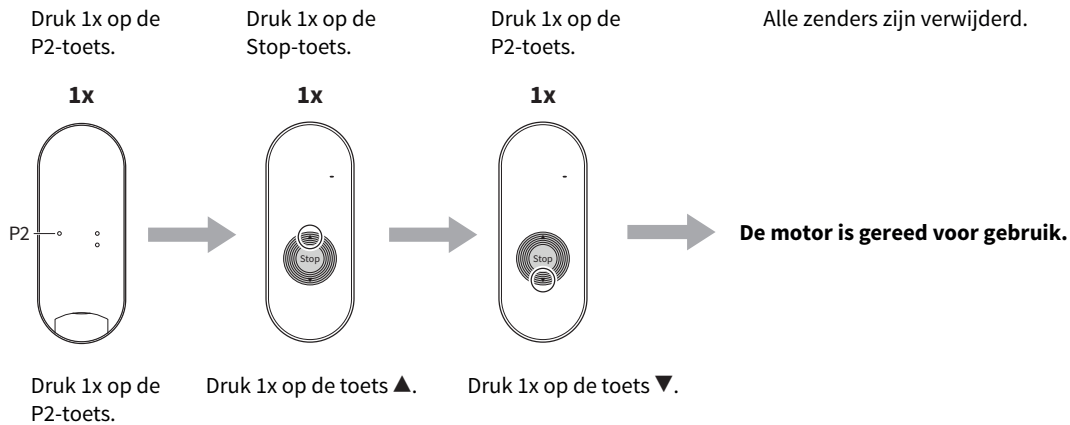 Druk 1x op de
P2-toets.
Druk 1x op de
Stop-toets.
Druk 1x op de
P2-toets.
Alle zenders zijn verwijderd.
1x
1x
1x
P2
Stop
Stop
De motor is gereed voor gebruik.
Druk 1x op de
P2-toets.
Druk 1x op de toets ▲.
Druk 1x op de toets ▼.